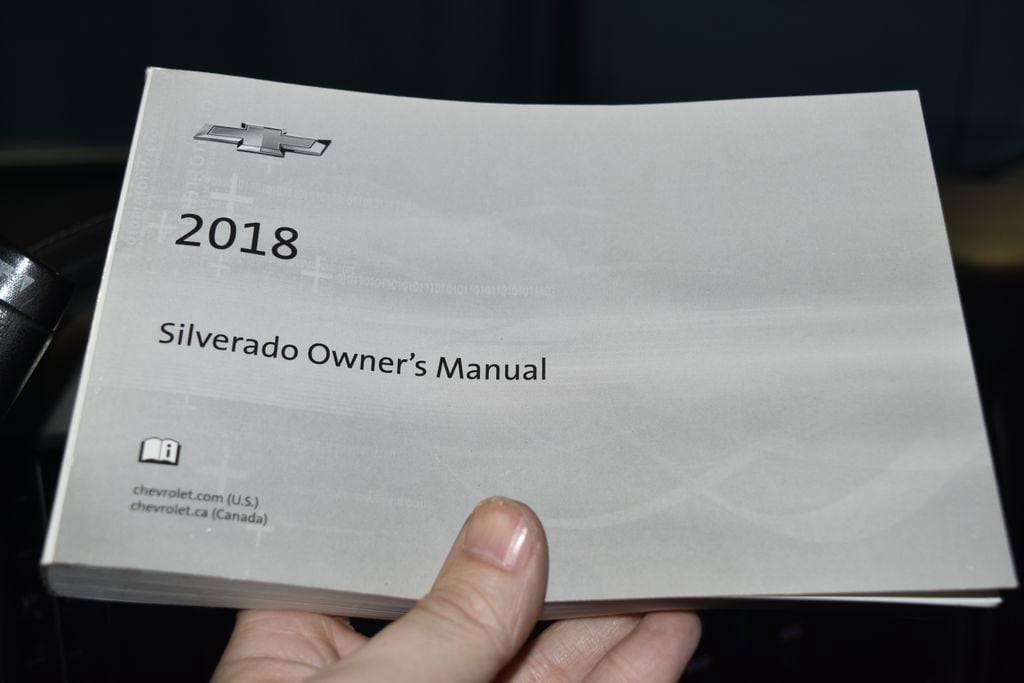 2018
Silverado Owner's Manual
i
chevrolet.com (U.S.)
chevrolet.ca (Canada)